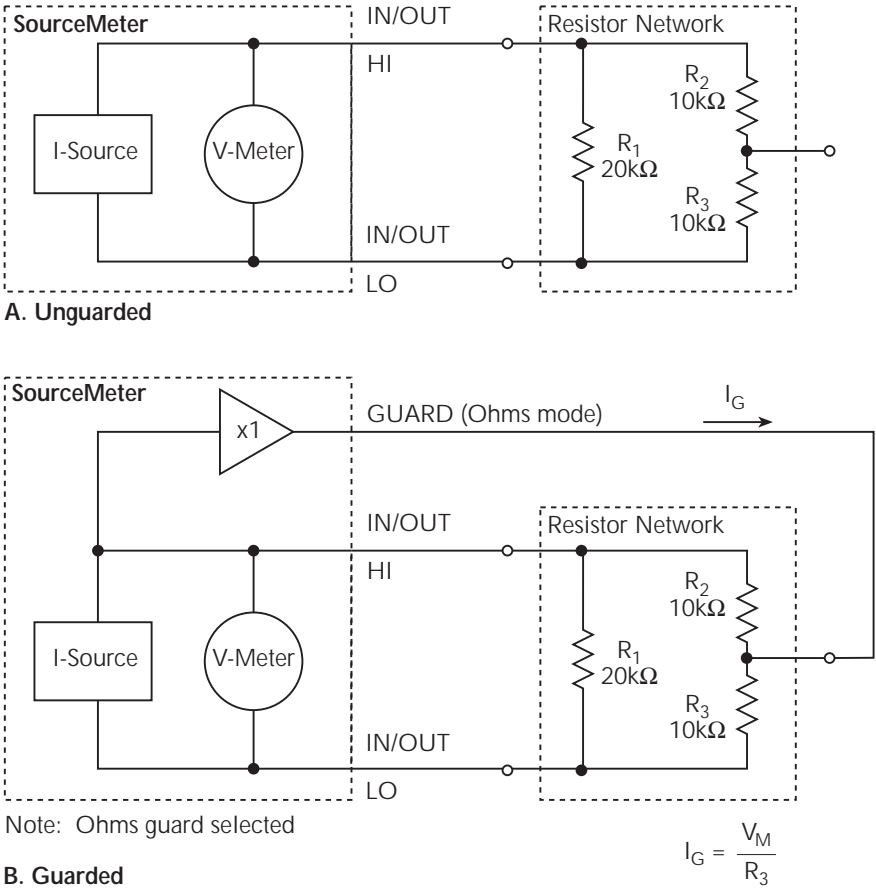 SourceMeter
IN/OUT
HI
Resistor Network
I-Source
V-Meter
R1
20kΩ
R2
10kΩ
R3
10kΩ
IN/OUT
LO
A. Unguarded
SourceMeter
x1
GUARD (Ohms mode)
IG
IN/OUT
HI
Resistor Network
I-Source
V-Meter
R1
20kΩ
R2
10kΩ
R3
10kΩ
IN/OUT
LO
Note: Ohms guard selected
IG = VM / R3
B. Guarded